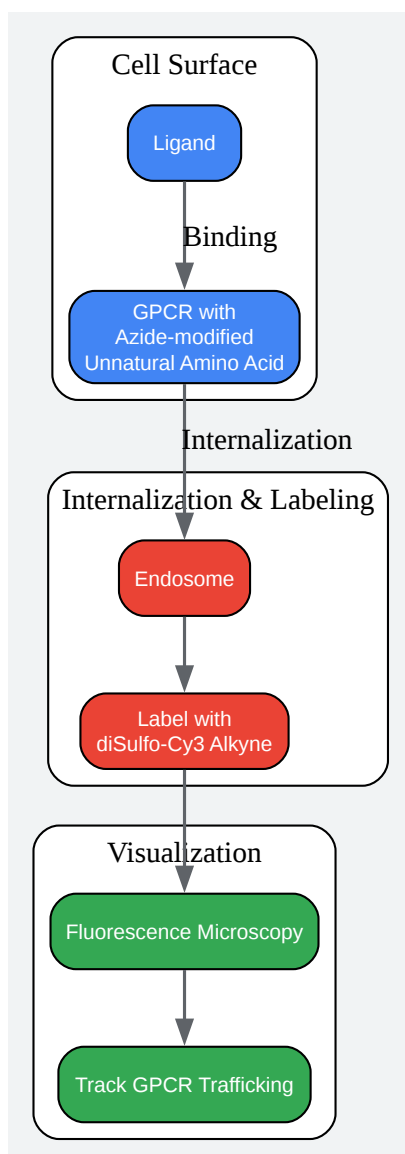 Cell Surface
Ligand
Binding
GPCR with
Azide-modified
Unnatural Amino Acid
Internalization
Internalization & Labeling
Endosome
Label with
diSulfo-Cy3 Alkyne
Visualization
Fluorescence Microscopy
Track GPCR Trafficking